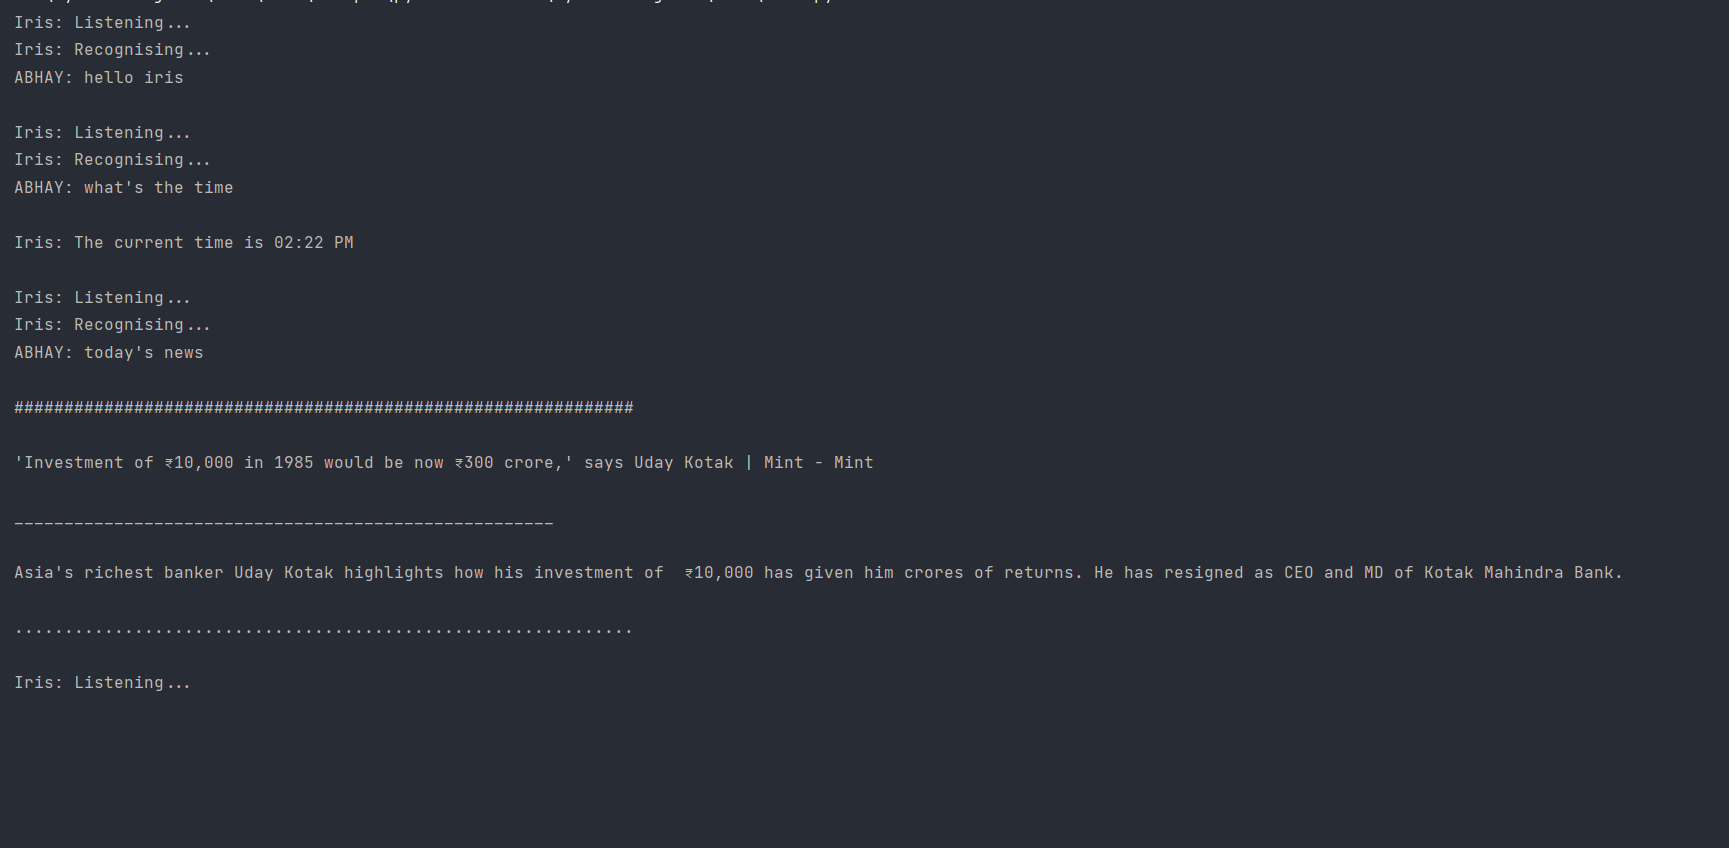 Iris: Listening...
Iris: Recognising...
ABHAY: hello iris
Iris: Listening...
Iris: Recognising...
ABHAY: what's the time
Iris: The current time is 02:22 PM
Iris: Listening...
Iris: Recognising...
ABHAY: today's news
##############################################################
'Investment of ₹10,000 in 1985 would be now ₹300 crore,' says Uday Kotak | Mint - Mint
______________________________________________________
Asia's richest banker Uday Kotak highlights how his investment of  ₹10,000 has given him crores of returns. He has resigned as CEO and MD of Kotak Mahindra Bank.
..............................................................
Iris: Listening...